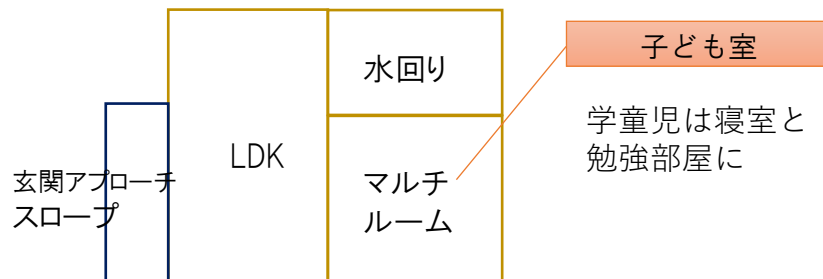 水回り
子ども室
LDK
学童児は寝室と
勉強部屋に
玄関アプローチ
スロープ
マルチ
ルーム